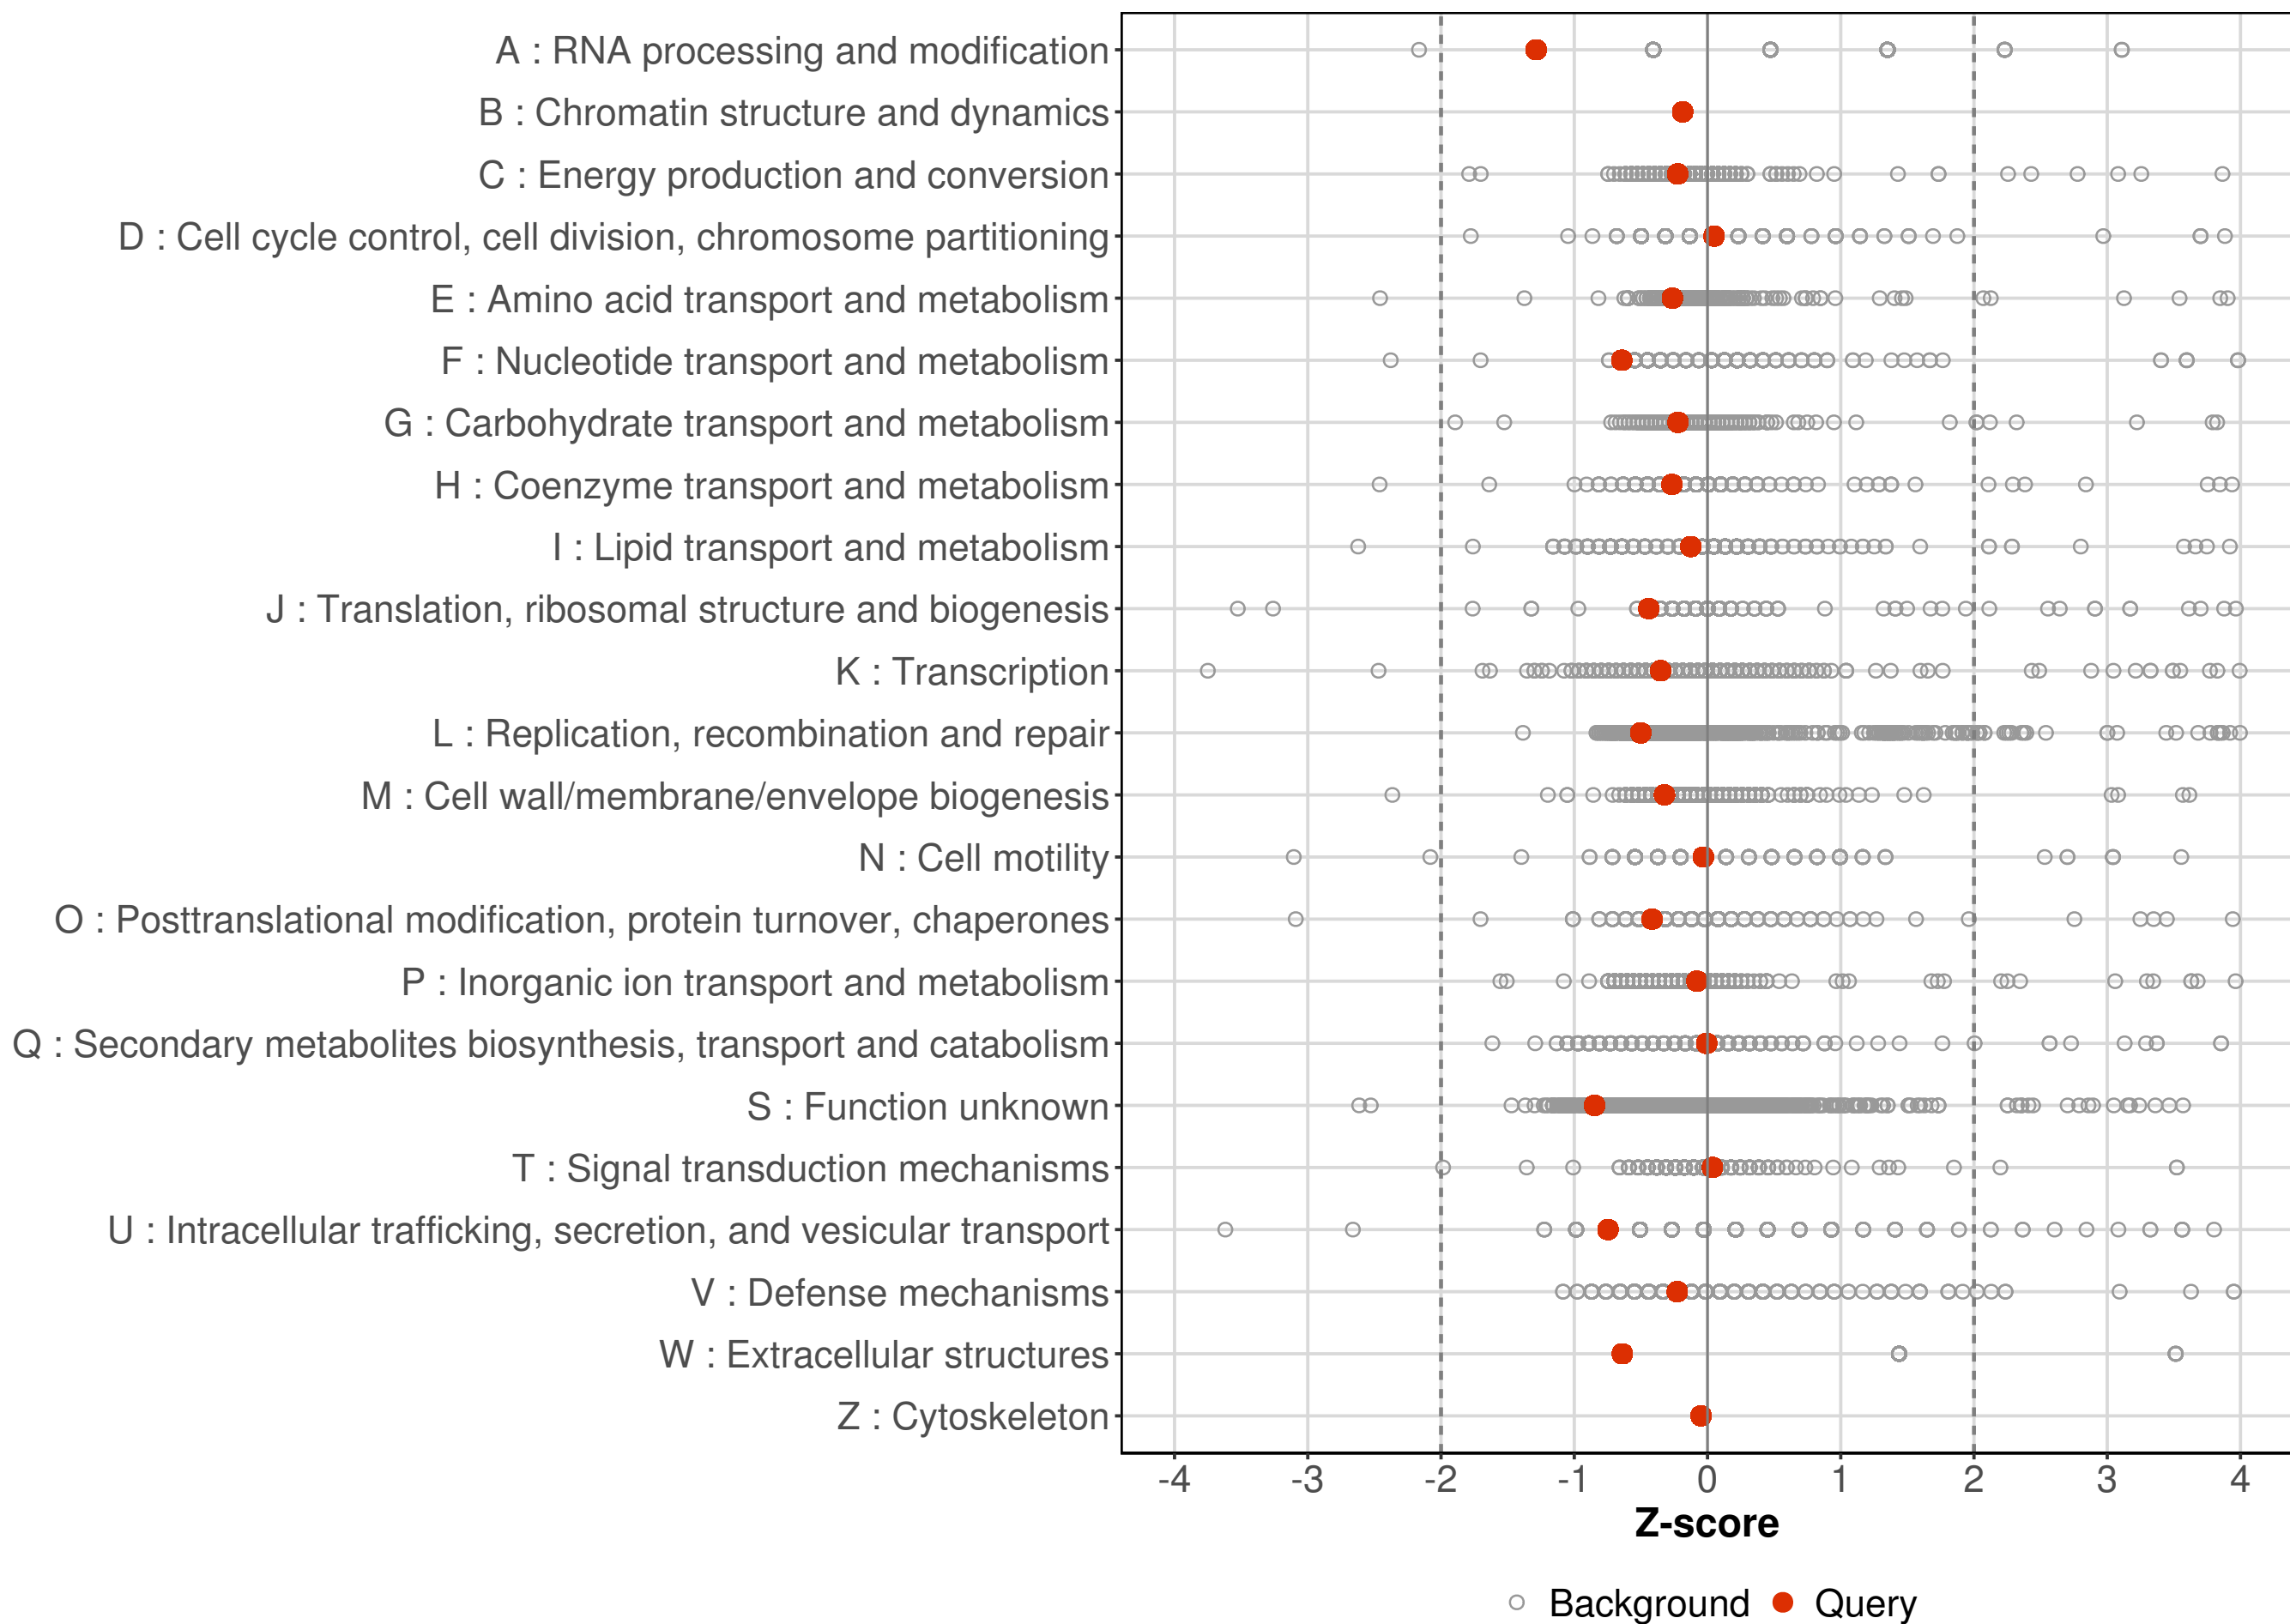 A : RNA processing and modification
B : Chromatin structure and dynamics
C : Energy production and conversion
D : Cell cycle control, cell division, chromosome partitioning
E : Amino acid transport and metabolism
F : Nucleotide transport and metabolism
G : Carbohydrate transport and metabolism
H : Coenzyme transport and metabolism
I : Lipid transport and metabolism
J : Translation, ribosomal structure and biogenesis
K : Transcription
L : Replication, recombination and repair
M : Cell wall/membrane/envelope biogenesis
N : Cell motility
O : Posttranslational modification, protein turnover, chaperones
P : Inorganic ion transport and metabolism
Q : Secondary metabolites biosynthesis, transport and catabolism
S : Function unknown
T : Signal transduction mechanisms
U : Intracellular trafficking, secretion, and vesicular transport
V : Defense mechanisms
W : Extracellular structures
Z : Cytoskeleton
-4 -3 -2 -1 0 1 2 3 4
Z-score
Background Query